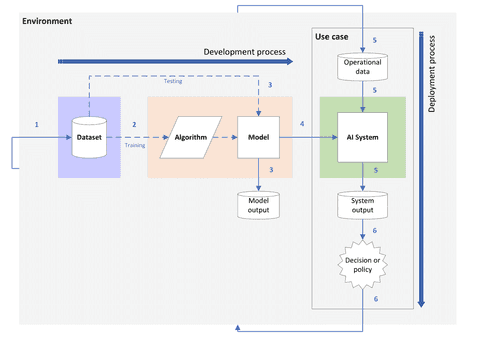 Environment
Use case
Development process
Deployment process
Testing
Training
1
2
3
3
4
5
5
5
6
6
Dataset
Algorithm
Model
Model
output
Operational
data
AI System
System
output
Decision or
policy